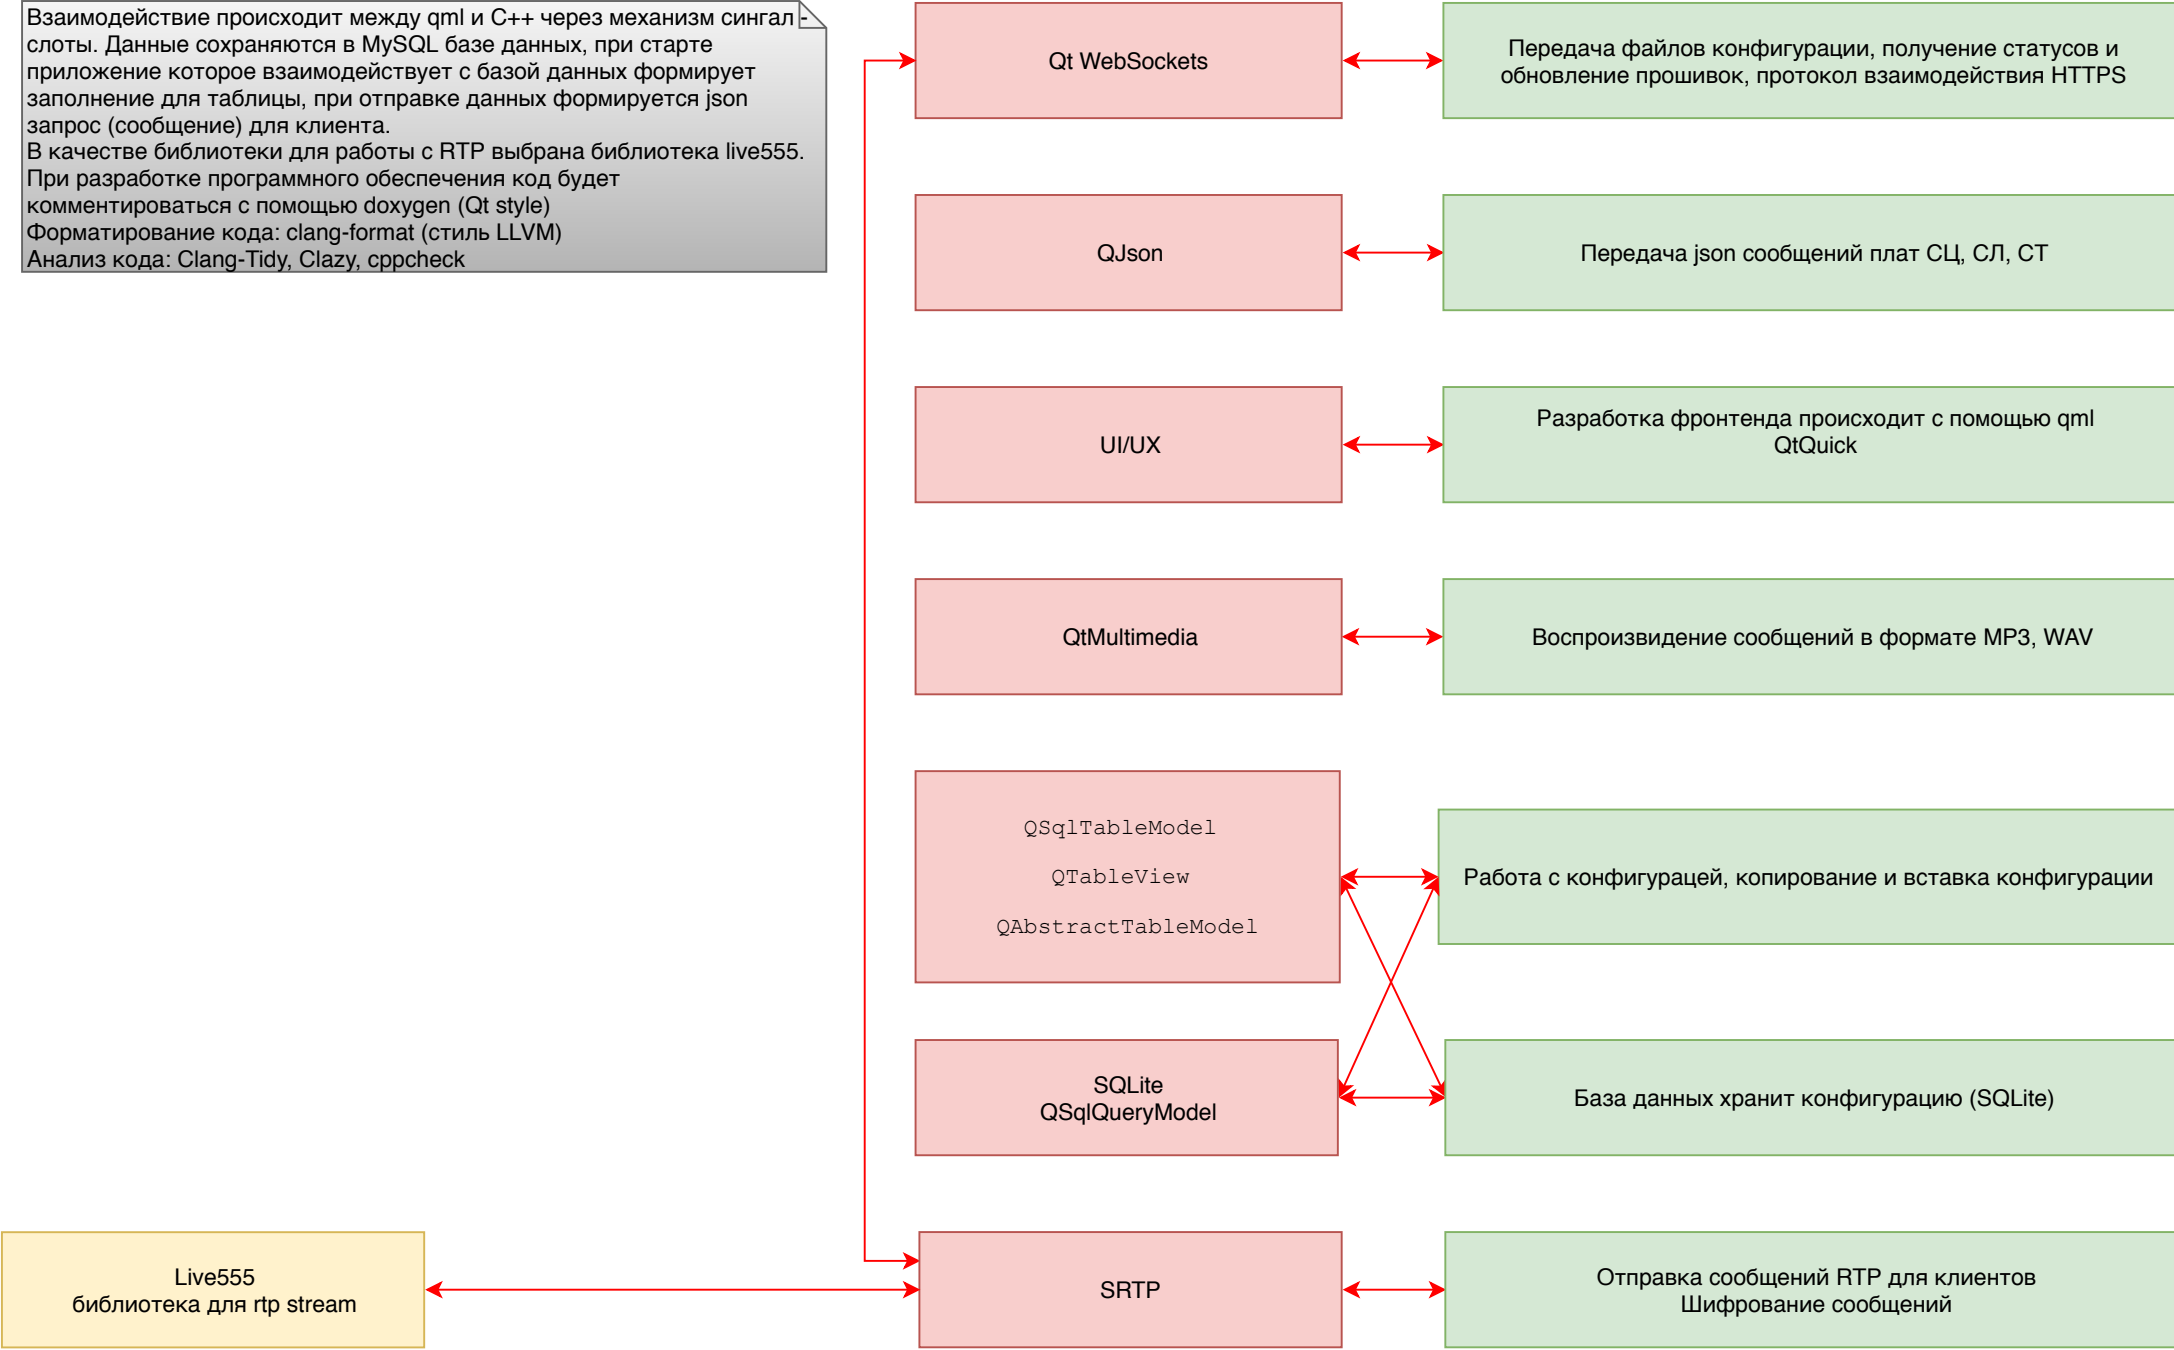 Взаимодействие происходит между qml и C++ через механизм сингал -
слоты. Данные сохраняются в MySQL базе данных, при старте
приложение которое взаимодействует с базой данных формирует
заполнение для таблицы, при отправке данных формируется json
запрос (сообщение) для клиента.
В качестве библиотеки для работы с RTP выбрана библиотека live555.
При разработке программного обеспечения код будет
комментироваться с помощью doxygen (Qt style)
Форматирование кода: clang-format (стиль LLVM)
Анализ кода: Clang-Tidy, Clazy, cppcheck
Qt WebSockets
Передача файлов конфигурации, получение статусов и
обновление прошивок, протокол взаимодействия HTTPS
QJson
Передача json сообщений плат СЦ, СЛ, СТ
UI/UX
Разработка фронтенда происходит с помощью qml
QtQuick
QtMultimedia
Воспроизвидение сообщений в формате MP3, WAV
QSqlTableModel
QTableView
QAbstractTableModel
Работа с конфигурацей, копирование и вставка конфигурации
SQLite
QSqlQueryModel
База данных хранит конфигурацию (SQLite)
Live555
библиотека для rtp stream
SRTP
Отправка сообщений RTP для клиентов
Шифрование сообщений